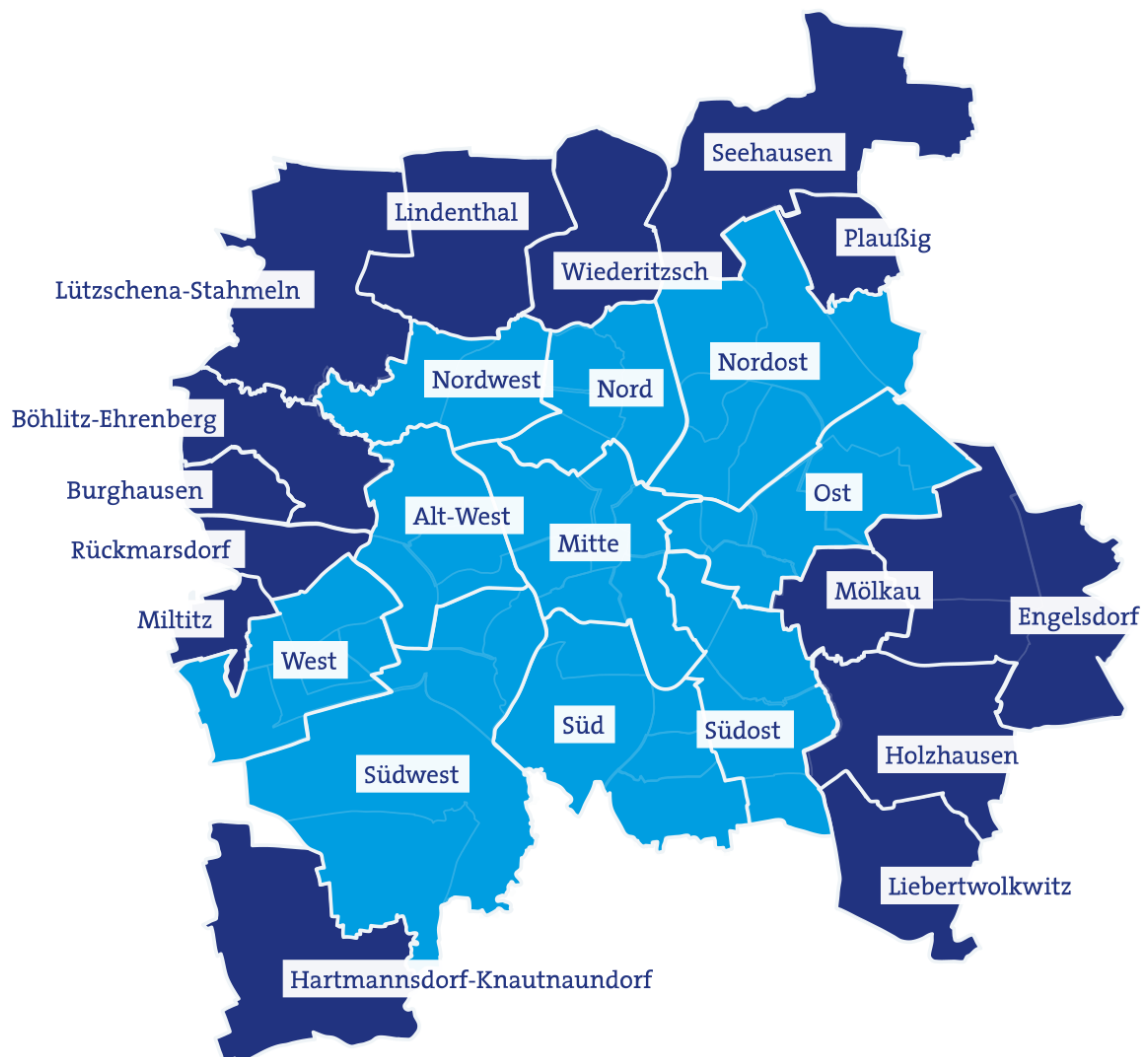 Seehausen
Lindenthal
Plaußig
Wiederitzsch
Lützschena-Stahmeln
Nordost
Nordwest
Nord
Böhlitz-Ehrenberg
Burghausen
Ost
Alt-West
Mitte
Rückmarsdorf
Mölkau
Miltitz
Engelsdorf
West
Süd
Südost
Holzhausen
Südwest
Liebertwolkwitz
Hartmannsdorf-Knautnaundorf